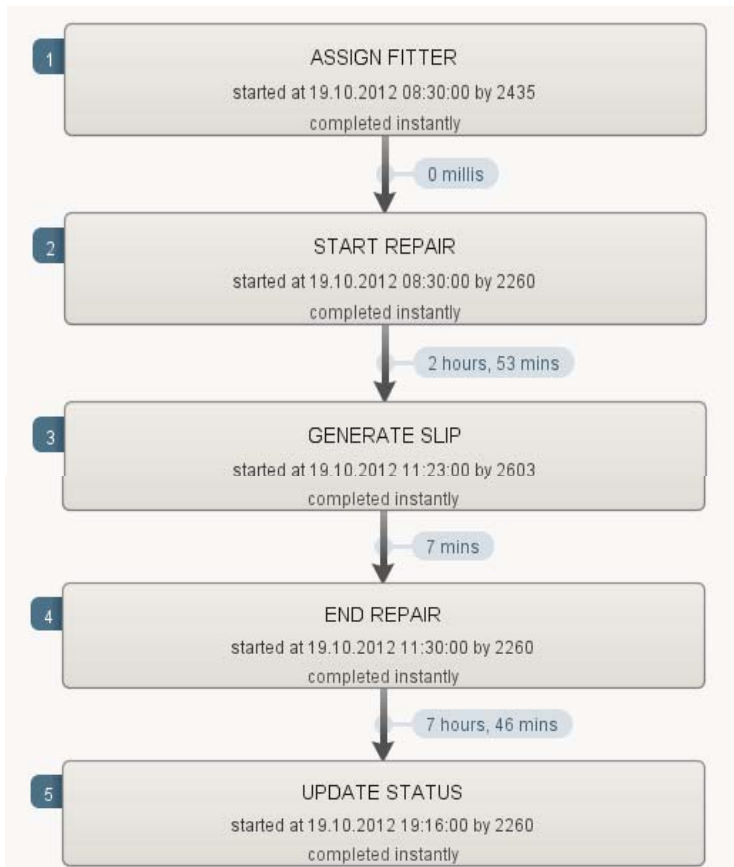 1
ASSIGN FITTER
started at 19.10.2012 08:30:00 by 2435
completed instantly
0 millis
2
START REPAIR
started at 19.10.2012 08:30:00 by 2260
completed instantly
2 hours, 53 mins
3
GENERATE SLIP
started at 19.10.2012 11:23:00 by 2603
completed instantly
7 mins
4
END REPAIR
started at 19.10.2012 11:30:00 by 2260
completed instantly
7 hours, 46 mins
5
UPDATE STATUS
started at 19.10.2012 19:16:00 by 2260
completed instantly